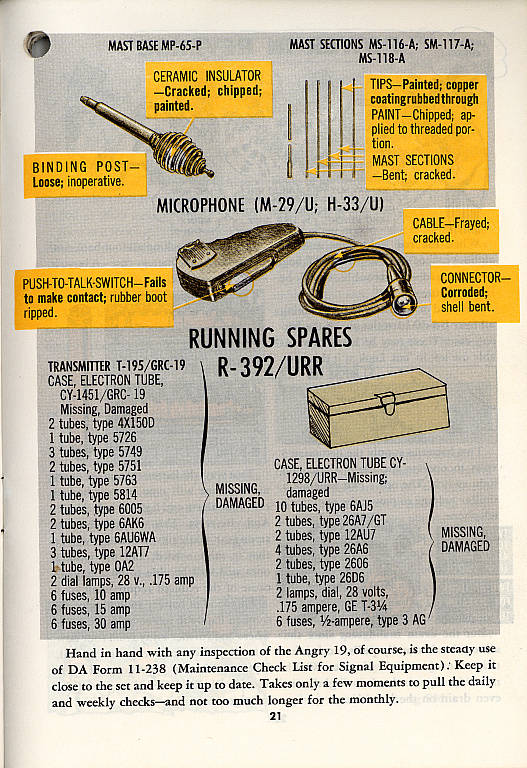 MAST BASE MP-65-P
MAST SECTIONS MS-116-A; SM-117-A;
MS-118-A
CERAMIC INSULATOR
—Cracked; chipped;
painted.
TIPS—Painted; copper
coating rubbed through
PAINT—Chipped; ap-
plied to threaded por-
tion.
MAST SECTIONS
—Bent; cracked.
BINDING POST—
Loose; inoperative.
MICROPHONE (M-29/U; H-33/U)
CABLE—Frayed;
cracked.
PUSH-TO-TALK-SWITCH—Fails
to make contact; rubber boot
ripped.
CONNECTOR—
Corroded;
shell bent.
RUNNING SPARES
R-392/URR
TRANSMITTER T-195/GRC-19
CASE, ELECTRON TUBE,
CY-1451/GRC-19
Missing, Damaged
2 tubes, type 4X150D
1 tube, type 5726
3 tubes, type 5749
2 tubes, type 5751
1 tube, type 5763
1 tube, type 5814
2 tubes, type 6005
2 tubes, type 6AK6
1 tube, type 6AU6WA
3 tubes, type 12AT7
1 tube, type OA2
2 dial lamps, 28 v., .175 amp
6 fuses, 10 amp
6 fuses, 15 amp
6 fuses, 30 amp
MISSING,
DAMAGED
CASE, ELECTRON TUBE CY-
1298/URR—Missing;
damaged
10 tubes, type 6AJ5
2 tubes, type 26A7/GT
2 tubes, type 12AU7
4 tubes, type 26A6
2 tubes, type 2606
1 tube, type 26D6
2 lamps, dial, 28 volts,
.175 ampere, GE T-3¼
6 fuses, ½-ampere, type 3 AG
MISSING,
DAMAGED
Hand in hand with any inspection of the Angry 19, of course, is the steady use
of DA Form 11-238 (Maintenance Check List for Signal Equipment). Keep it
close to the set and keep it up to date. Takes only a few moments to pull the daily
and weekly checks—and not too much longer for the monthly.
21